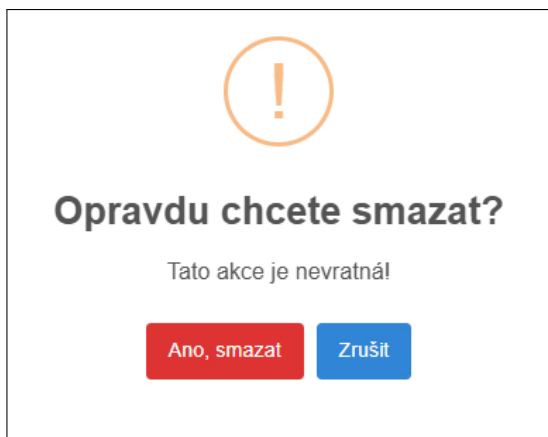 !
Opravdu chcete smazat?
Tato akce je nevratná!
Ano, smazat Zrušit